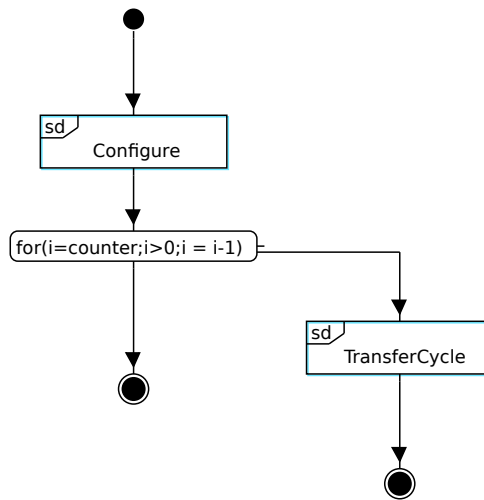 sd
Configure
for(i=counter;i>0;i = i-1)
sd
TransferCycle